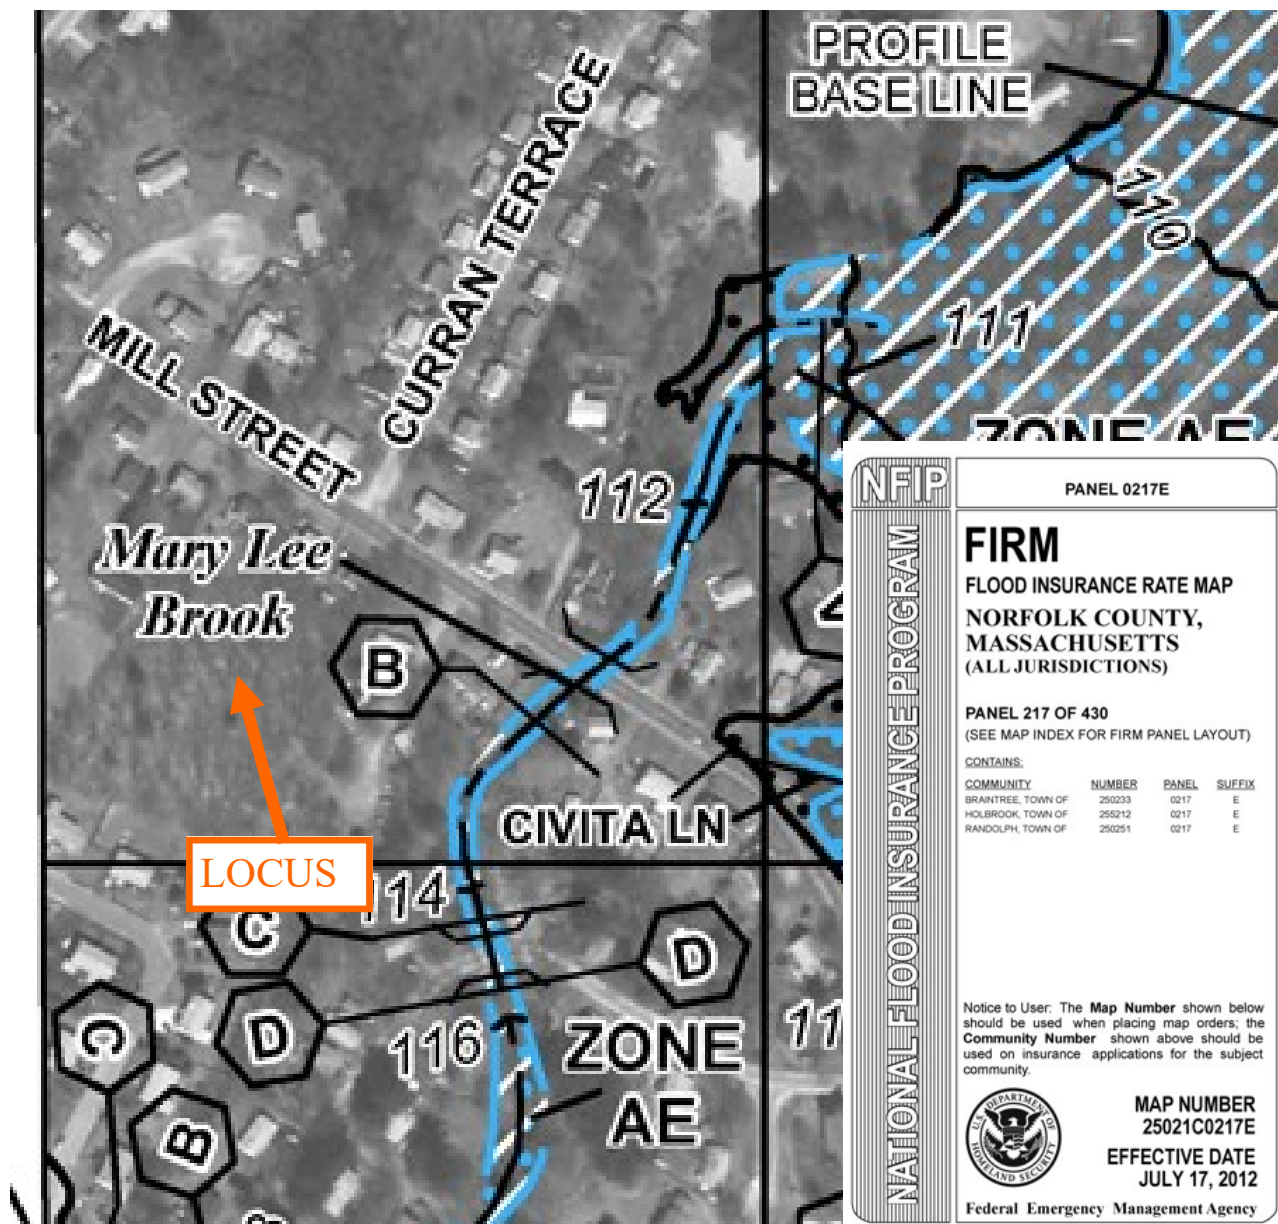 PROFILE
BASE LINE
CURRAN TERRACE
110
111
MILL STREET
ZONE AE
112
Mary Lee
Brook
B
CIVITA LN
LOCUS
114
C
D
D
C
116
ZONE
AE
11
B
NFIP
NATIONAL FLOOD INSURANCE PROGRAM
PANEL 0217E
FIRM
FLOOD INSURANCE RATE MAP
NORFOLK COUNTY,
MASSACHUSETTS
(ALL JURISDICTIONS)
PANEL 217 OF 430
(SEE MAP INDEX FOR FIRM PANEL LAYOUT)
CONTAINS:
COMMUNITY NUMBER PANEL SUFFIX
BRAINTREE, TOWN OF 250233 0217 E
HOLBROOK, TOWN OF 255212 0217 E
RANDOLPH, TOWN OF 250251 0217 E
Notice to User: The Map Number shown below
should be used when placing map orders; the
Community Number shown above should be
used on insurance applications for the subject
community.
U.S. DEPARTMENT OF
HOMELAND SECURITY
MAP NUMBER
25021C0217E
EFFECTIVE DATE
JULY 17, 2012
Federal Emergency Management Agency